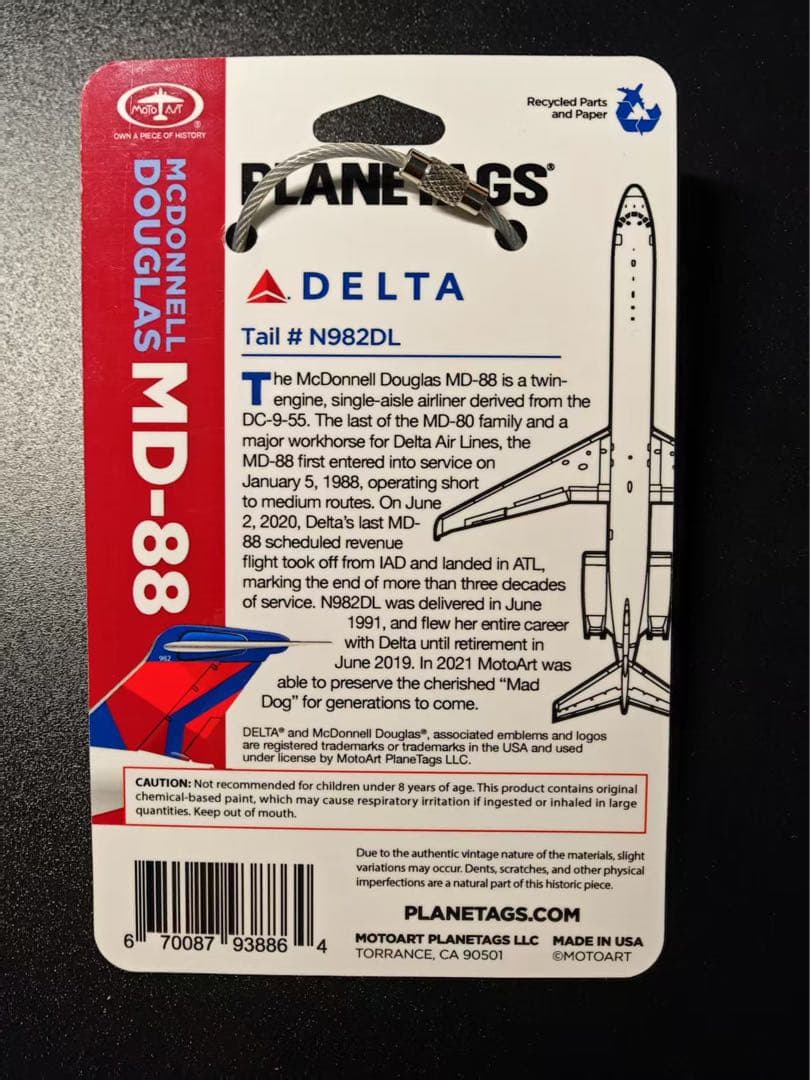 MOTO ART
®
OWN A PIECE OF HISTORY
Recycled Parts
and Paper
MCDONNELL
DOUGLAS
MD-88
PLANETAGS®
DELTA
Tail # N982DL
The McDonnell Douglas MD-88 is a twin-
engine, single-aisle airliner derived from the
DC-9-55. The last of the MD-80 family and a
major workhorse for Delta Air Lines, the
MD-88 first entered into service on
January 5, 1988, operating short
to medium routes. On June
2, 2020, Delta's last MD-
88 scheduled revenue
flight took off from IAD and landed in ATL,
marking the end of more than three decades
of service. N982DL was delivered in June
1991, and flew her entire career
with Delta until retirement in
June 2019. In 2021 MotoArt was
able to preserve the cherished “Mad
Dog” for generations to come.
982
DELTA® and McDonnell Douglas®, associated emblems and logos
are registered trademarks or trademarks in the USA and used
under license by MotoArt PlaneTags LLC.
CAUTION: Not recommended for children under 8 years of age. This product contains original
chemical-based paint, which may cause respiratory irritation if ingested or inhaled in large
quantities. Keep out of mouth.
Due to the authentic vintage nature of the materials, slight
variations may occur. Dents, scratches, and other physical
imperfections are a natural part of this historic piece.
PLANETAGS.COM
MOTOART PLANETAGS LLC MADE IN USA
TORRANCE, CA 90501 ©MOTOART
6 70087 93886 4